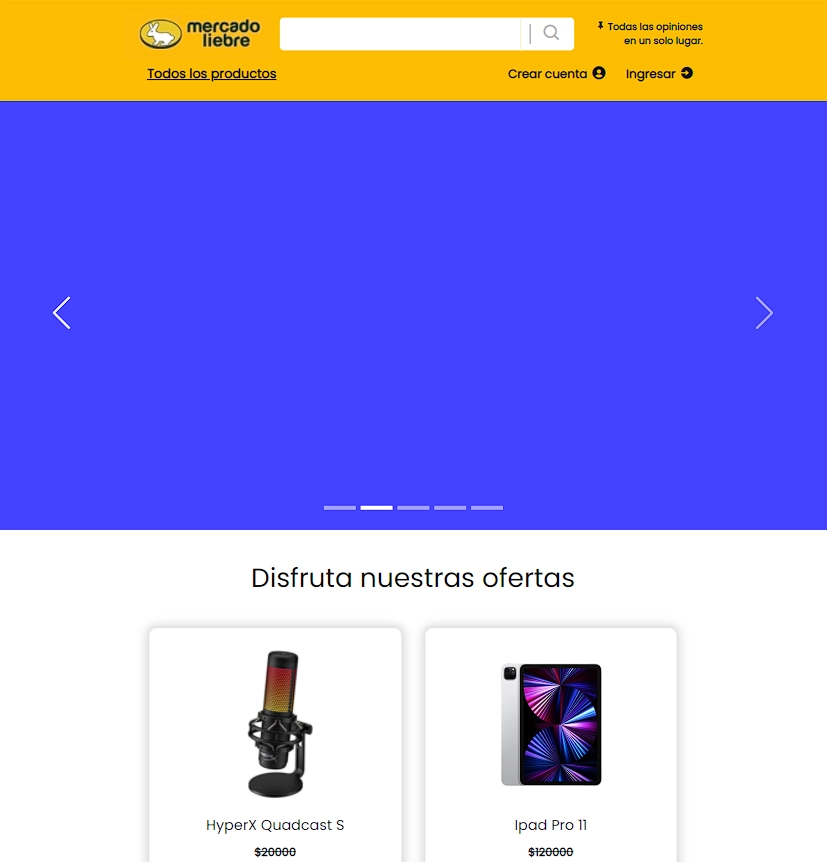 mercado
liebre
Todas las opiniones
en un solo lugar.
Todos los productos
Crear cuenta
Ingresar
Disfruta nuestras ofertas
HyperX Quadcast S
Ipad Pro 11
$20000
$120000